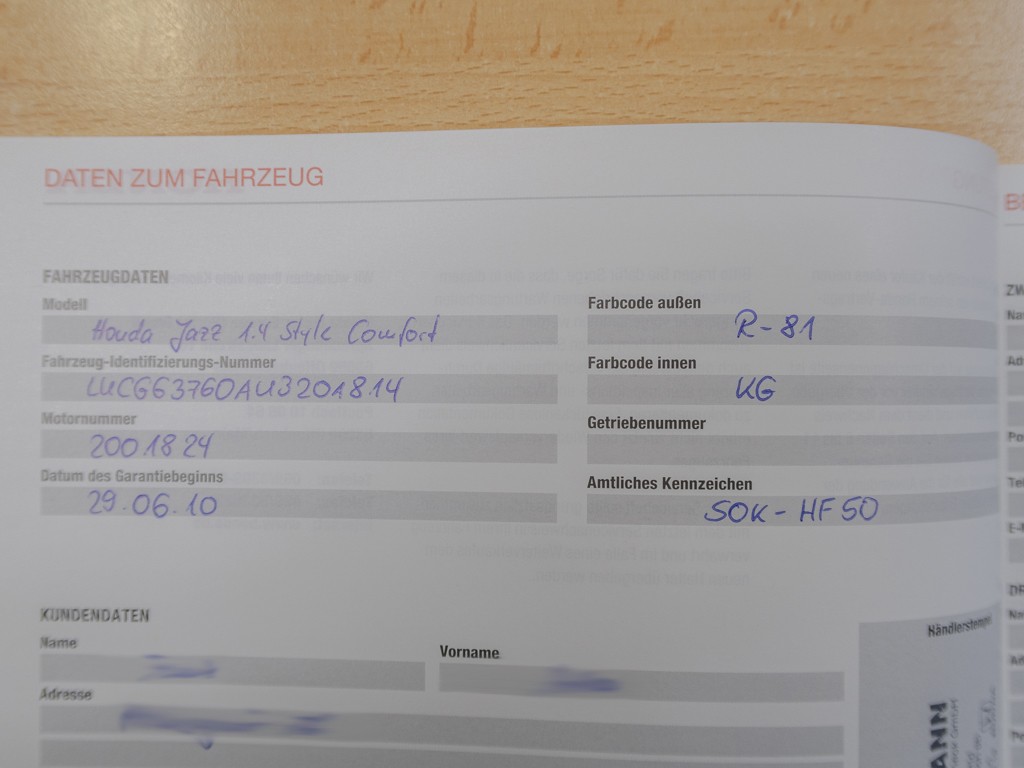 DATEN ZUM FAHRZEUG
FAHRZEUGDATEN
Modell
Honda Jazz 1.4 Style Comfort
Fahrzeug-Identifizierungs-Nummer
LUCGG3760AU3201814
Motornummer
2001824
Datum des Garantiebeginns
29.06.10
Farbcode außen
R-81
Farbcode innen
KG
Getriebenummer
Amtliches Kennzeichen
SOK-HF50
KUNDENDATEN
Name
Vorname
Adresse
Händlerstempel